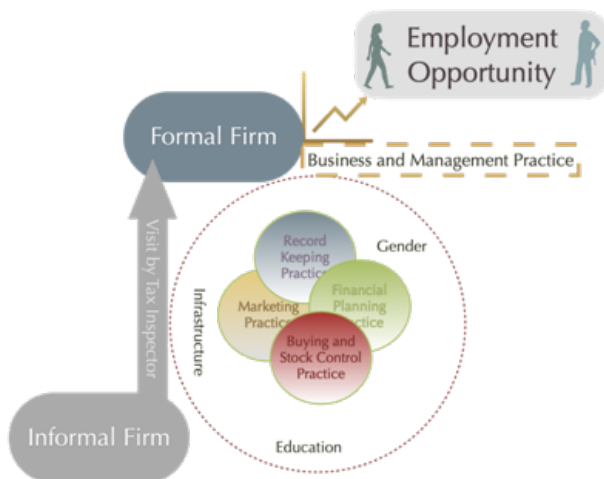 Employment
Opportunity
Formal Firm
Business and Management Practice
Visit by Tax Inspector
Record
Keeping
Practice
Gender
Infrastructure
Marketing
Practice
Financial
Planning
Practice
Buying and
Stock Control
Practice
Informal Firm
Education